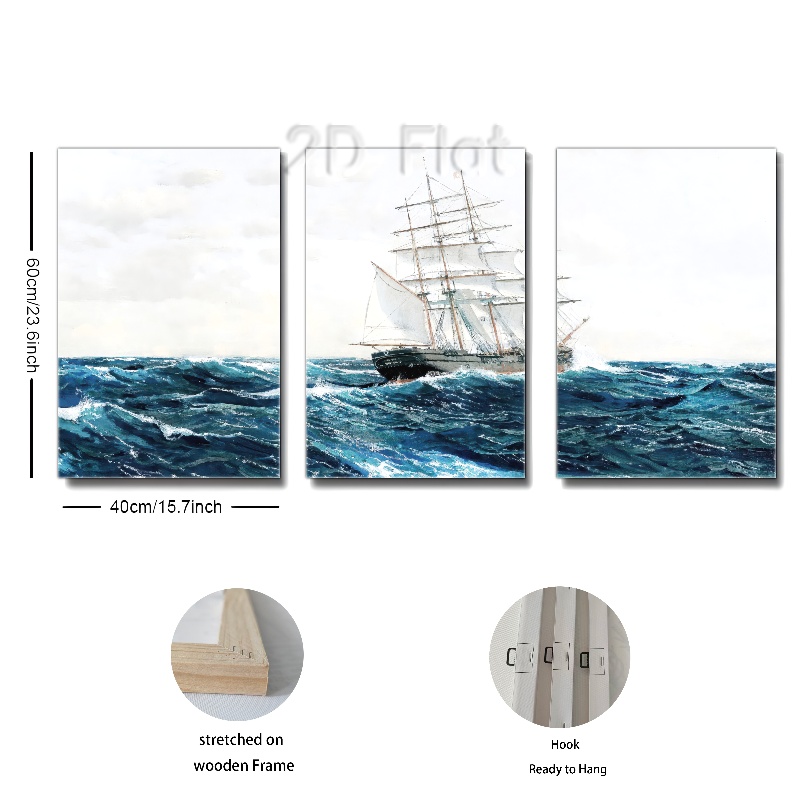 2D Flat
60cm/23.6inch
40cm/15.7inch
stretched on
wooden Frame
Hook
Ready to Hang